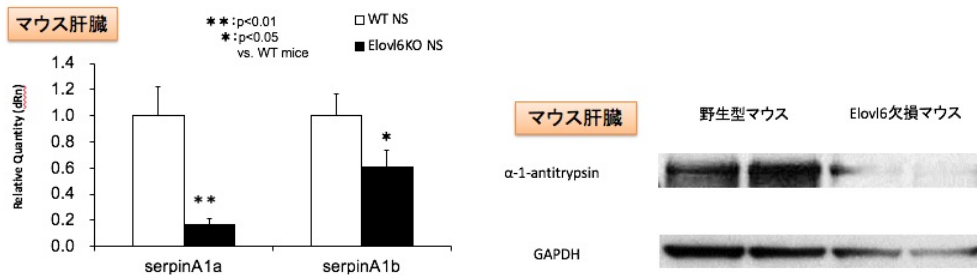 マウス肝臓
**:p<0.01
*:p<0.05
vs. WT mice
WT NS
Elovl6KO NS
Relative Quantity (dRn)
1.4
1.2
1.0
0.8
0.6
0.4
0.2
0.0
**
*
serpinA1a
serpinA1b
マウス肝臓
野生型マウス
Elovl6欠損マウス
α-1-antitrypsin
GAPDH